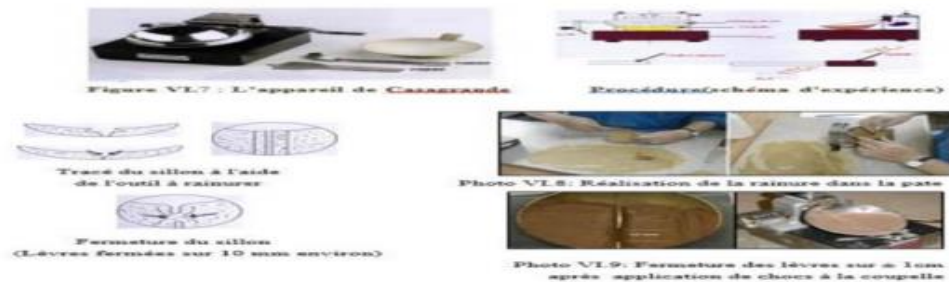 Figure VI.7 : L'appareil de Casagrande
Procédure(schéma d'expérience)
Tracé du sillon à l'aide
de l'outil à rainurer
Photo VI.8: Réalisation de la rainure dans la pate
Fermeture du sillon
(Lèvres fermées sur 10 mm environ)
Photo VI.9: Fermeture des lèvres sur ± 1cm
après application de chocs à la coupelle